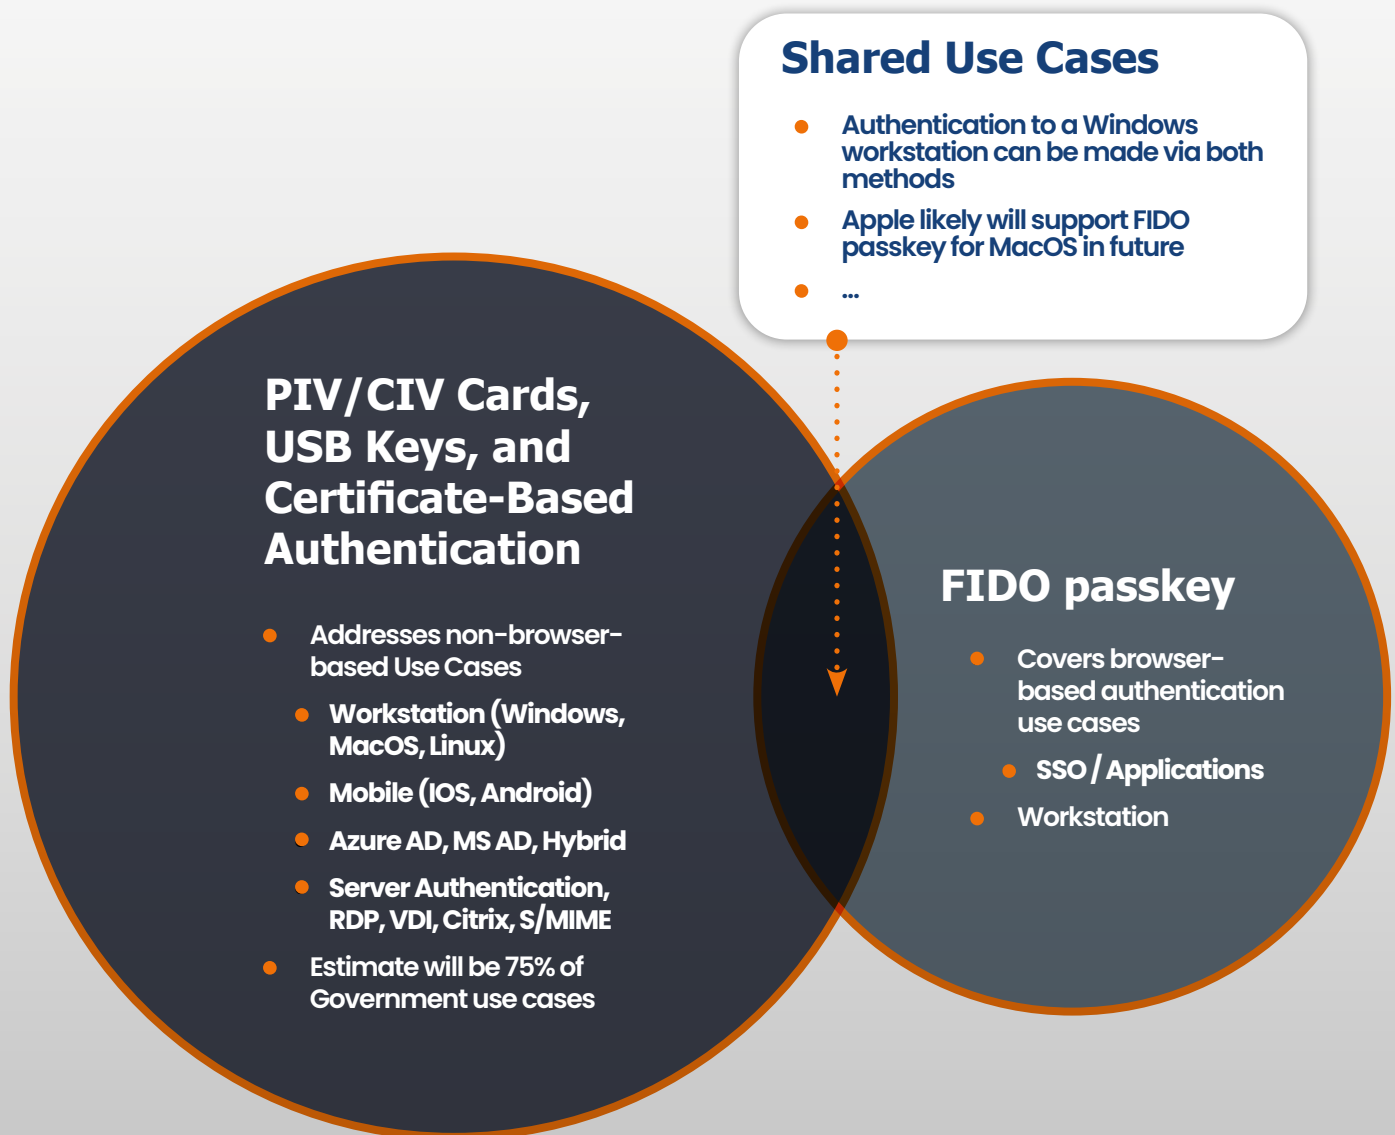 Shared Use Cases
Authentication to a Windows
workstation can be made via both
methods
Apple likely will support FIDO
passkey for MacOS in future
...
PIV/CIV Cards,
USB Keys, and
Certificate-Based
Authentication
Addresses non-browser-
based Use Cases
Workstation (Windows,
MacOS, Linux)
Mobile (IOS, Android)
Azure AD, MS AD, Hybrid
Server Authentication,
RDP, VDI, Citrix, S/MIME
Estimate will be 75% of
Government use cases
FIDO passkey
Covers browser-
based authentication
use cases
SSO / Applications
Workstation